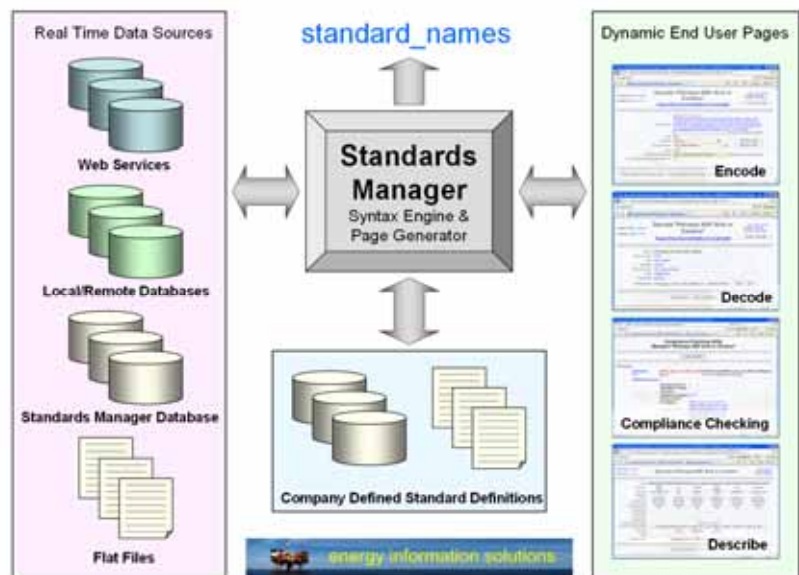 Real Time Data Sources
Web Services
Local/Remote Databases
Standards Manager Database
Flat Files
standard_names
Standards
Manager
Syntax Engine &
Page Generator
Company Defined Standard Definitions
energy information solutions
Dynamic End User Pages
Encode
Decode
Compliance Checking
Describe